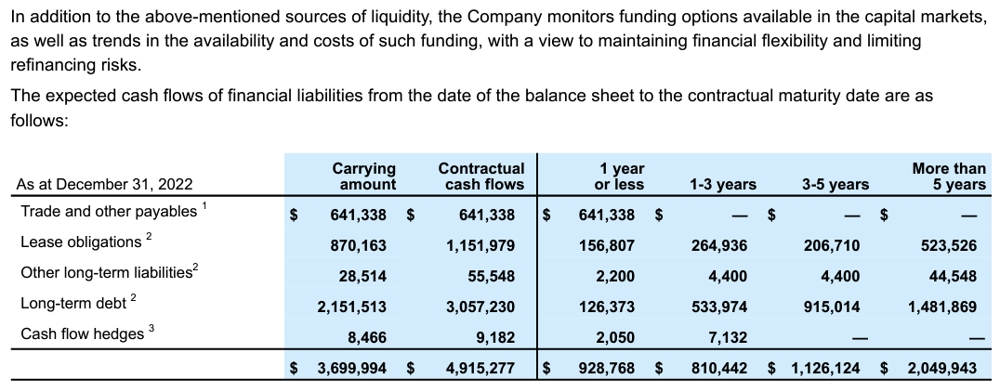 In addition to the above-mentioned sources of liquidity, the Company monitors funding options available in the capital markets,
as well as trends in the availability and costs of such funding, with a view to maintaining financial flexibility and limiting
refinancing risks.
The expected cash flows of financial liabilities from the date of the balance sheet to the contractual maturity date are as
follows:
As at December 31, 2022 Carrying amount Contractual cash flows 1 year or less 1-3 years 3-5 years More than 5 years
Trade and other payables 1 $ 641,338 $ 641,338 $ 641,338 $ — $ — $ —
Lease obligations 2 870,163 1,151,979 156,807 264,936 206,710 523,526
Other long-term liabilities2 28,514 55,548 2,200 4,400 4,400 44,548
Long-term debt 2 2,151,513 3,057,230 126,373 533,974 915,014 1,481,869
Cash flow hedges 3 8,466 9,182 2,050 7,132 — —
$ 3,699,994 $ 4,915,277 $ 928,768 $ 810,442 $ 1,126,124 $ 2,049,943